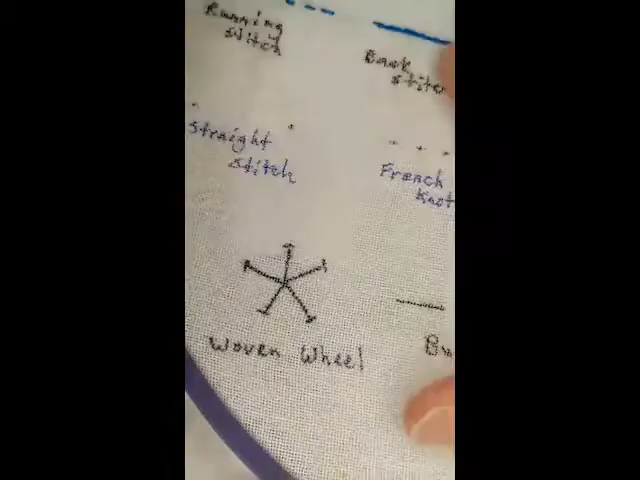 Running
Stitch
Back
Stitch
Straight
Stitch
French
Knot
Woven Wheel